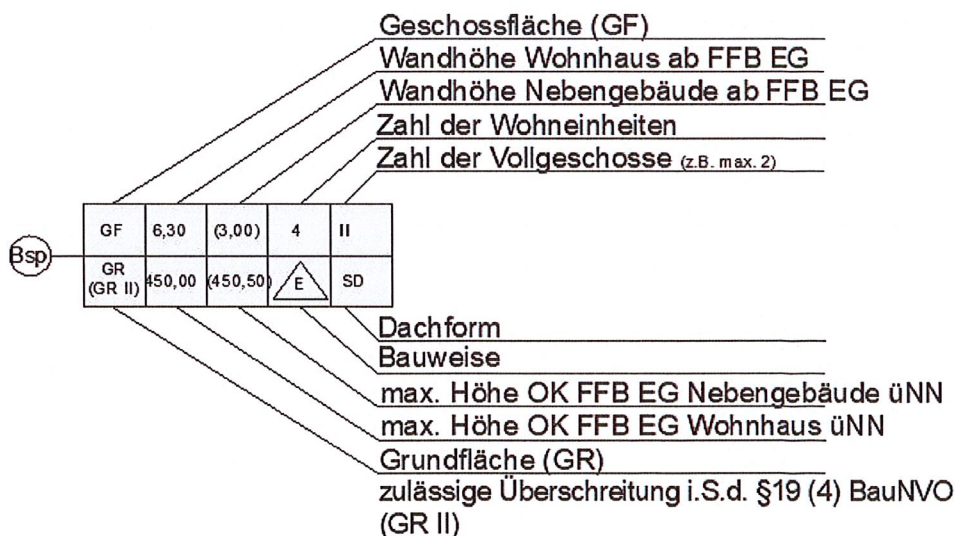 Geschossfläche (GF)
Wandhöhe Wohnhaus ab FFB EG
Wandhöhe Nebengebäude ab FFB EG
Zahl der Wohneinheiten
Zahl der Vollgeschosse (z.B. max. 2)
GF 6,30 (3,00) 4 II
Bsp
GR
(GR II) 450,00 (450,50) E SD
Dachform
Bauweise
max. Höhe OK FFB EG Nebengebäude üNN
max. Höhe OK FFB EG Wohnhaus üNN
Grundfläche (GR)
zulässige Überschreitung i.S.d. §19 (4) BauNVO
(GR II)